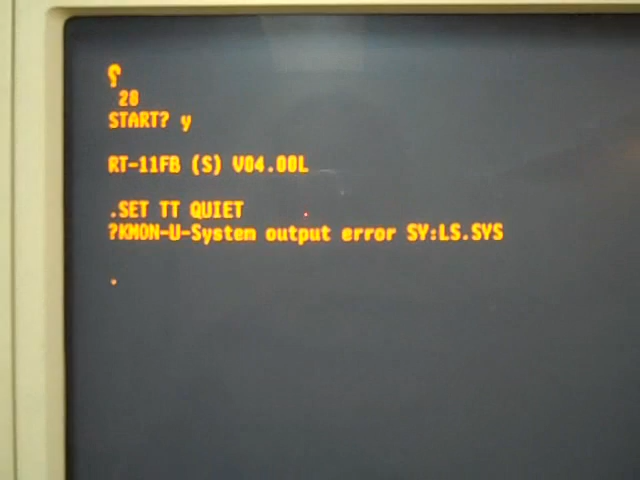 ⸮
28
START? y
RT-11FB (S) V04.00L
.SET TT QUIET
?KMON-U-System output error SY:LS.SYS
.